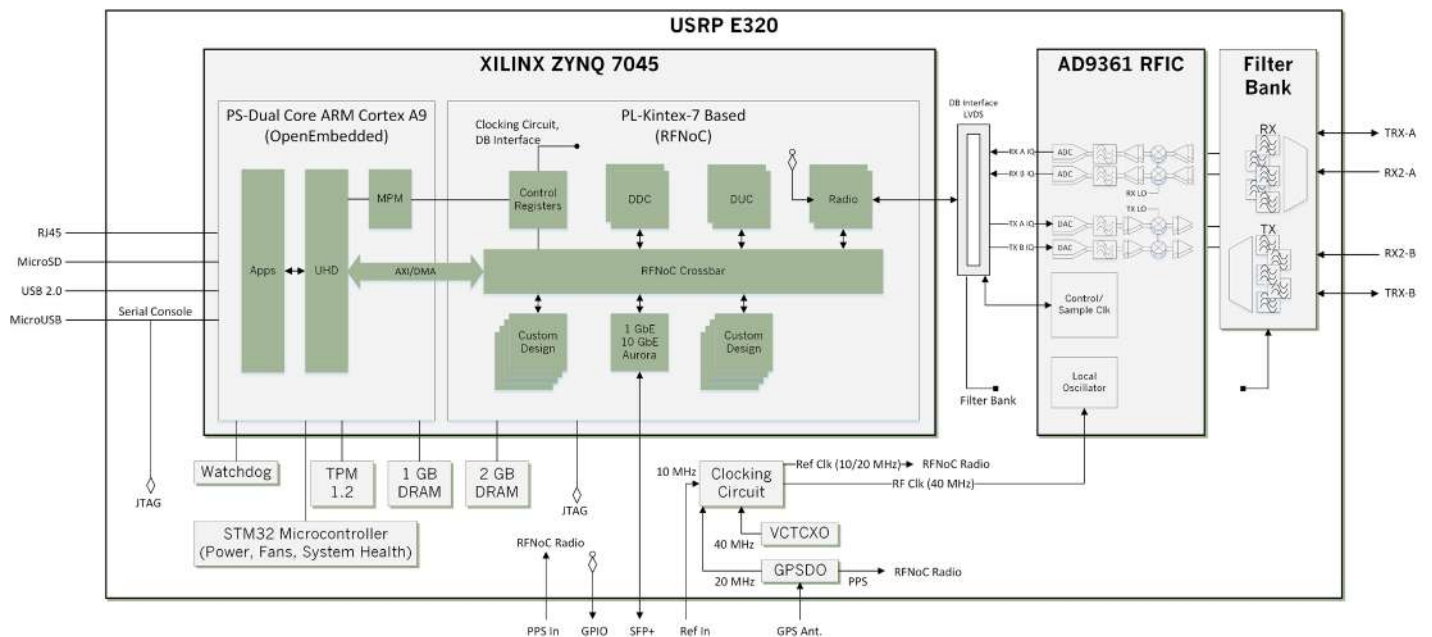 USRP E320
XILINX ZYNQ 7045
AD9361 RFIC
Filter
Bank
PS-Dual Core ARM Cortex A9
(OpenEmbedded)
PL-Kintex-7 Based
(RFNoC)
DB Interface
LVDS
Clocking Circuit,
DB Interface
RX
TRX-A
RX2-A
RX2-B
TRX-B
TX
RX A IQ
ADC
RX B IQ
ADC
RX LO
TX LO
TX A IQ
DAC
TX B IQ
DAC
MPM
Control
Registers
DDC
DUC
Radio
RJ45
MicroSD
USB 2.0
MicroUSB
Serial Console
Apps
UHD
AXI/DMA
RFNoC Crossbar
Custom
Design
1 GbE
10 GbE
Aurora
Custom
Design
Control/
Sample Clk
Local
Oscillator
Filter Bank
Watchdog
TPM
1.2
1 GB
DRAM
2 GB
DRAM
JTAG
JTAG
STM32 Microcontroller
(Power, Fans, System Health)
10 MHz
Clocking
Circuit
Ref Clk (10/20 MHz)
RFNoC Radio
RF Clk (40 MHz)
VCTCXO
40 MHz
RFNoC Radio
GPSDO
20 MHz
PPS
RFNoC Radio
PPS In
GPIO
SFP+
Ref In
GPS Ant.